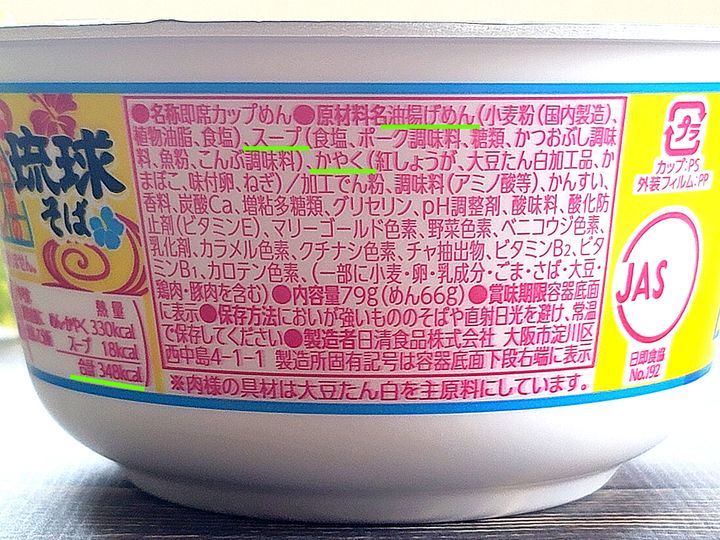 琉球
そば
●名称即席カップめん●原材料名油揚げめん(小麦粉(国内製造)、
植物油脂、食塩)、スープ(食塩、ポーク調味料、糖類、かつおぶし調味
料、魚粉、こんぶ調味料)、かやく(紅しょうが、大豆たん白加工品、か
まぼこ、味付卵、ねぎ)/加工でん粉、調味料(アミノ酸等)、かんすい、
香料、炭酸Ca、増粘多糖類、グリセリン、pH調整剤、酸味料、酸化防
止剤(ビタミンE)、マリーゴールド色素、野菜色素、ベニコウジ色素、
乳化剤、カラメル色素、クチナシ色素、チャ抽出物、ビタミンB2、ビタ
ミンB1、カロテン色素、(一部に小麦・卵・乳成分・ごま・さば・大豆・
鶏肉・豚肉を含む)●内容量79g(めん66g)●賞味期限容器底面
に表示●保存方法においが強いもののそばや直射日光を避け、常温
で保存してください●製造者日清食品株式会社 大阪市淀川区
西中島4-1-1 製造所固有記号は容器底面下段右端に表示
※肉様の具材は大豆たん白を主原料にしています。
熱量
めん・かやく 330kcal
スープ 18kcal
合計 348kcal
プラ
カップ:PS
外装フィルム:PP
JAS
日即食協
No.192